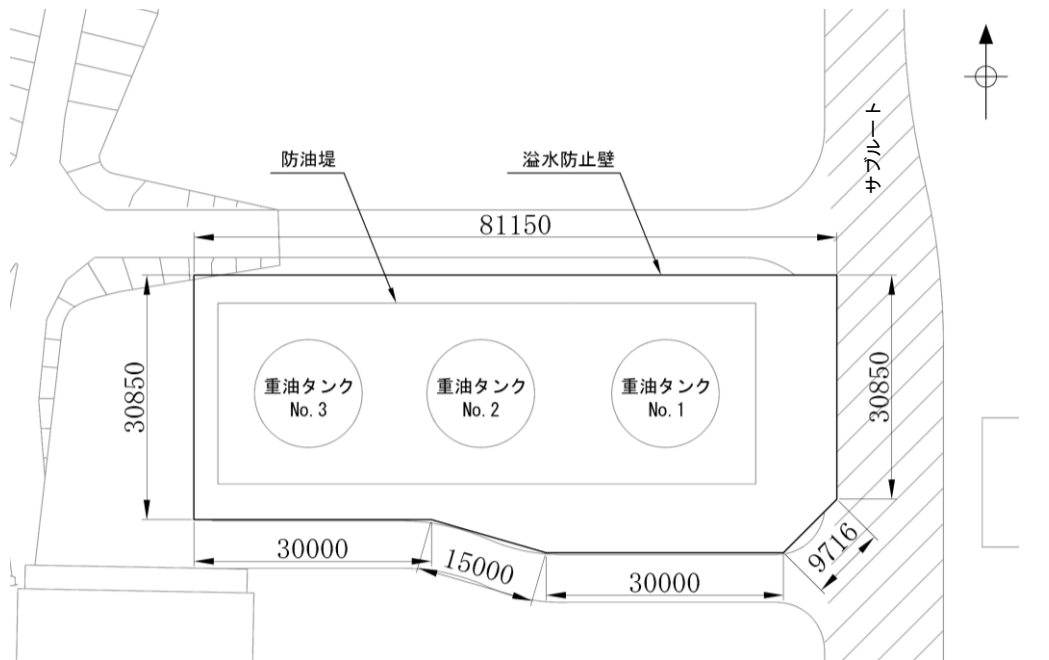 サブルート
防油堤
溢水防止壁
81150
30850
30850
重油タンク
No. 3
重油タンク
No. 2
重油タンク
No. 1
30000
15000
30000
9716